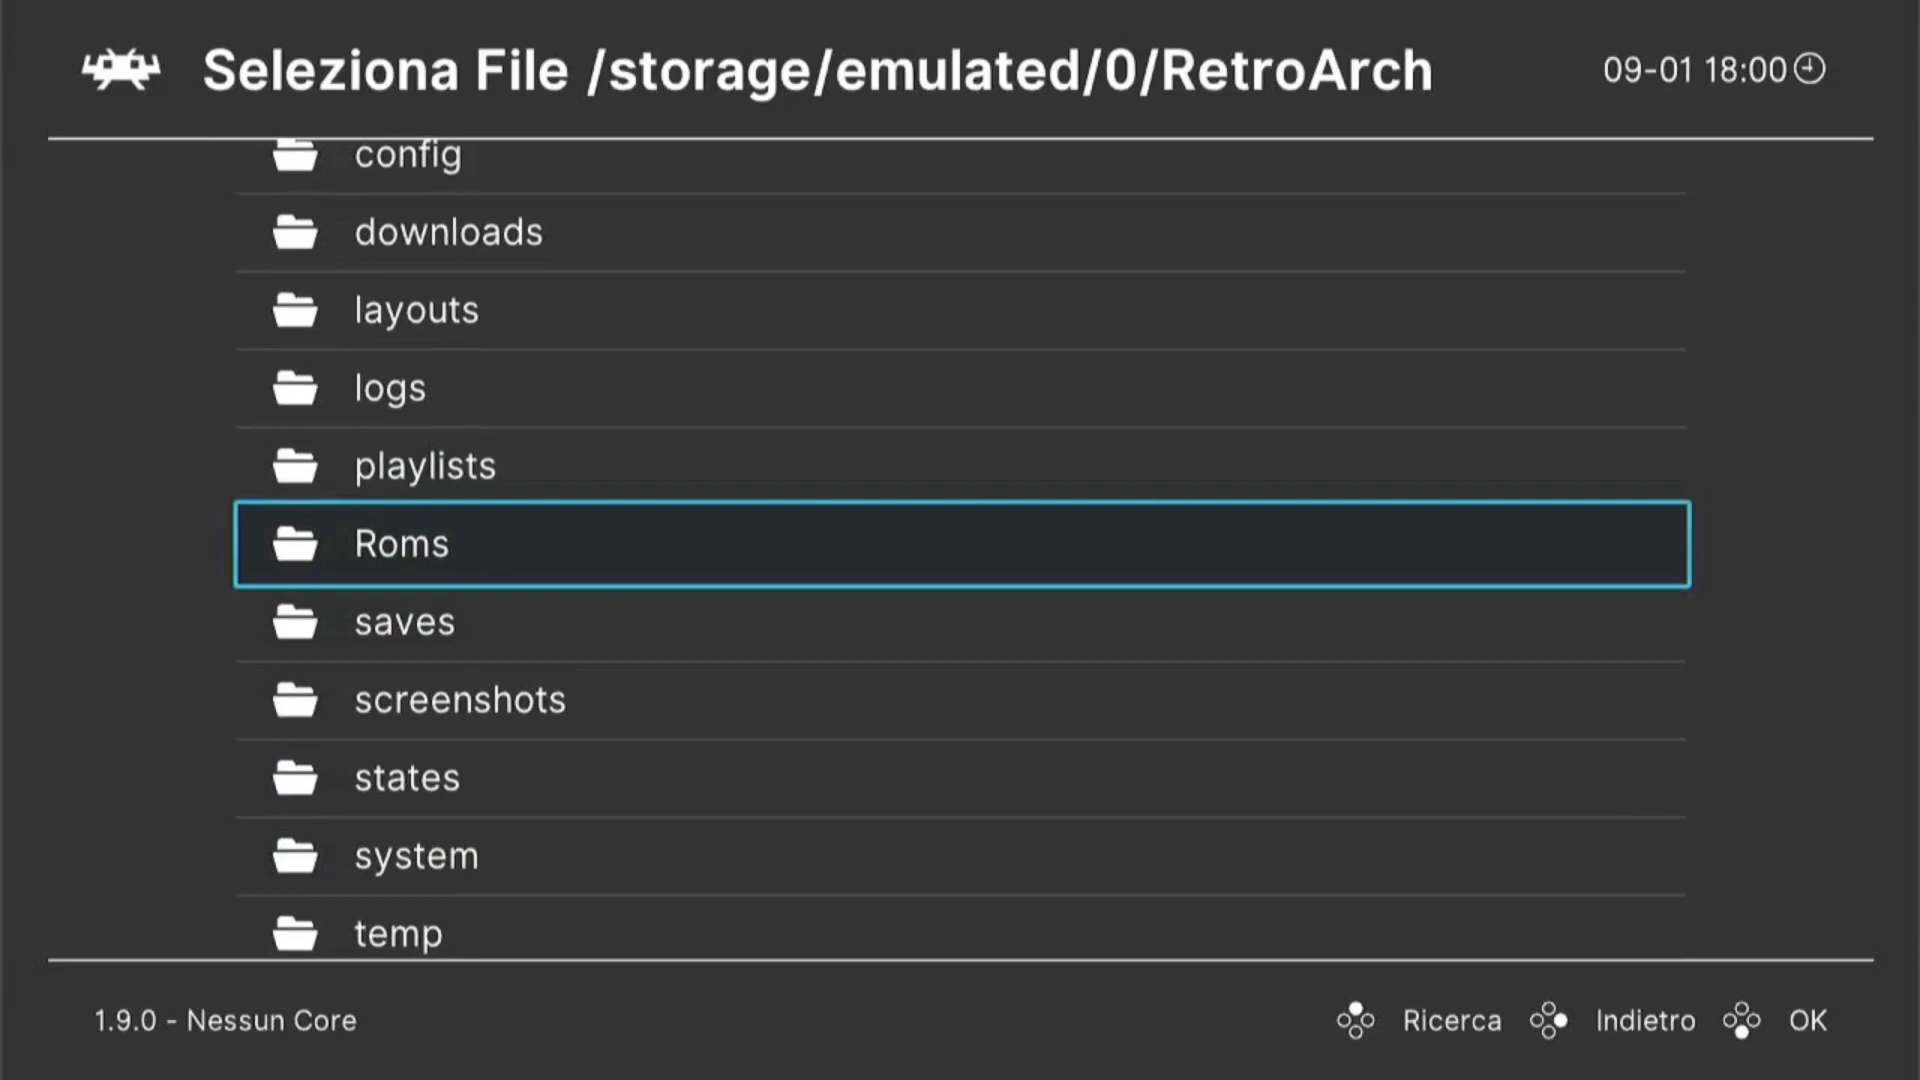 Seleziona File /storage/emulated/0/RetroArch
09-01 18:00
config
downloads
layouts
logs
playlists
Roms
saves
screenshots
states
system
temp
1.9.0 - Nessun Core
Ricerca
Indietro
OK